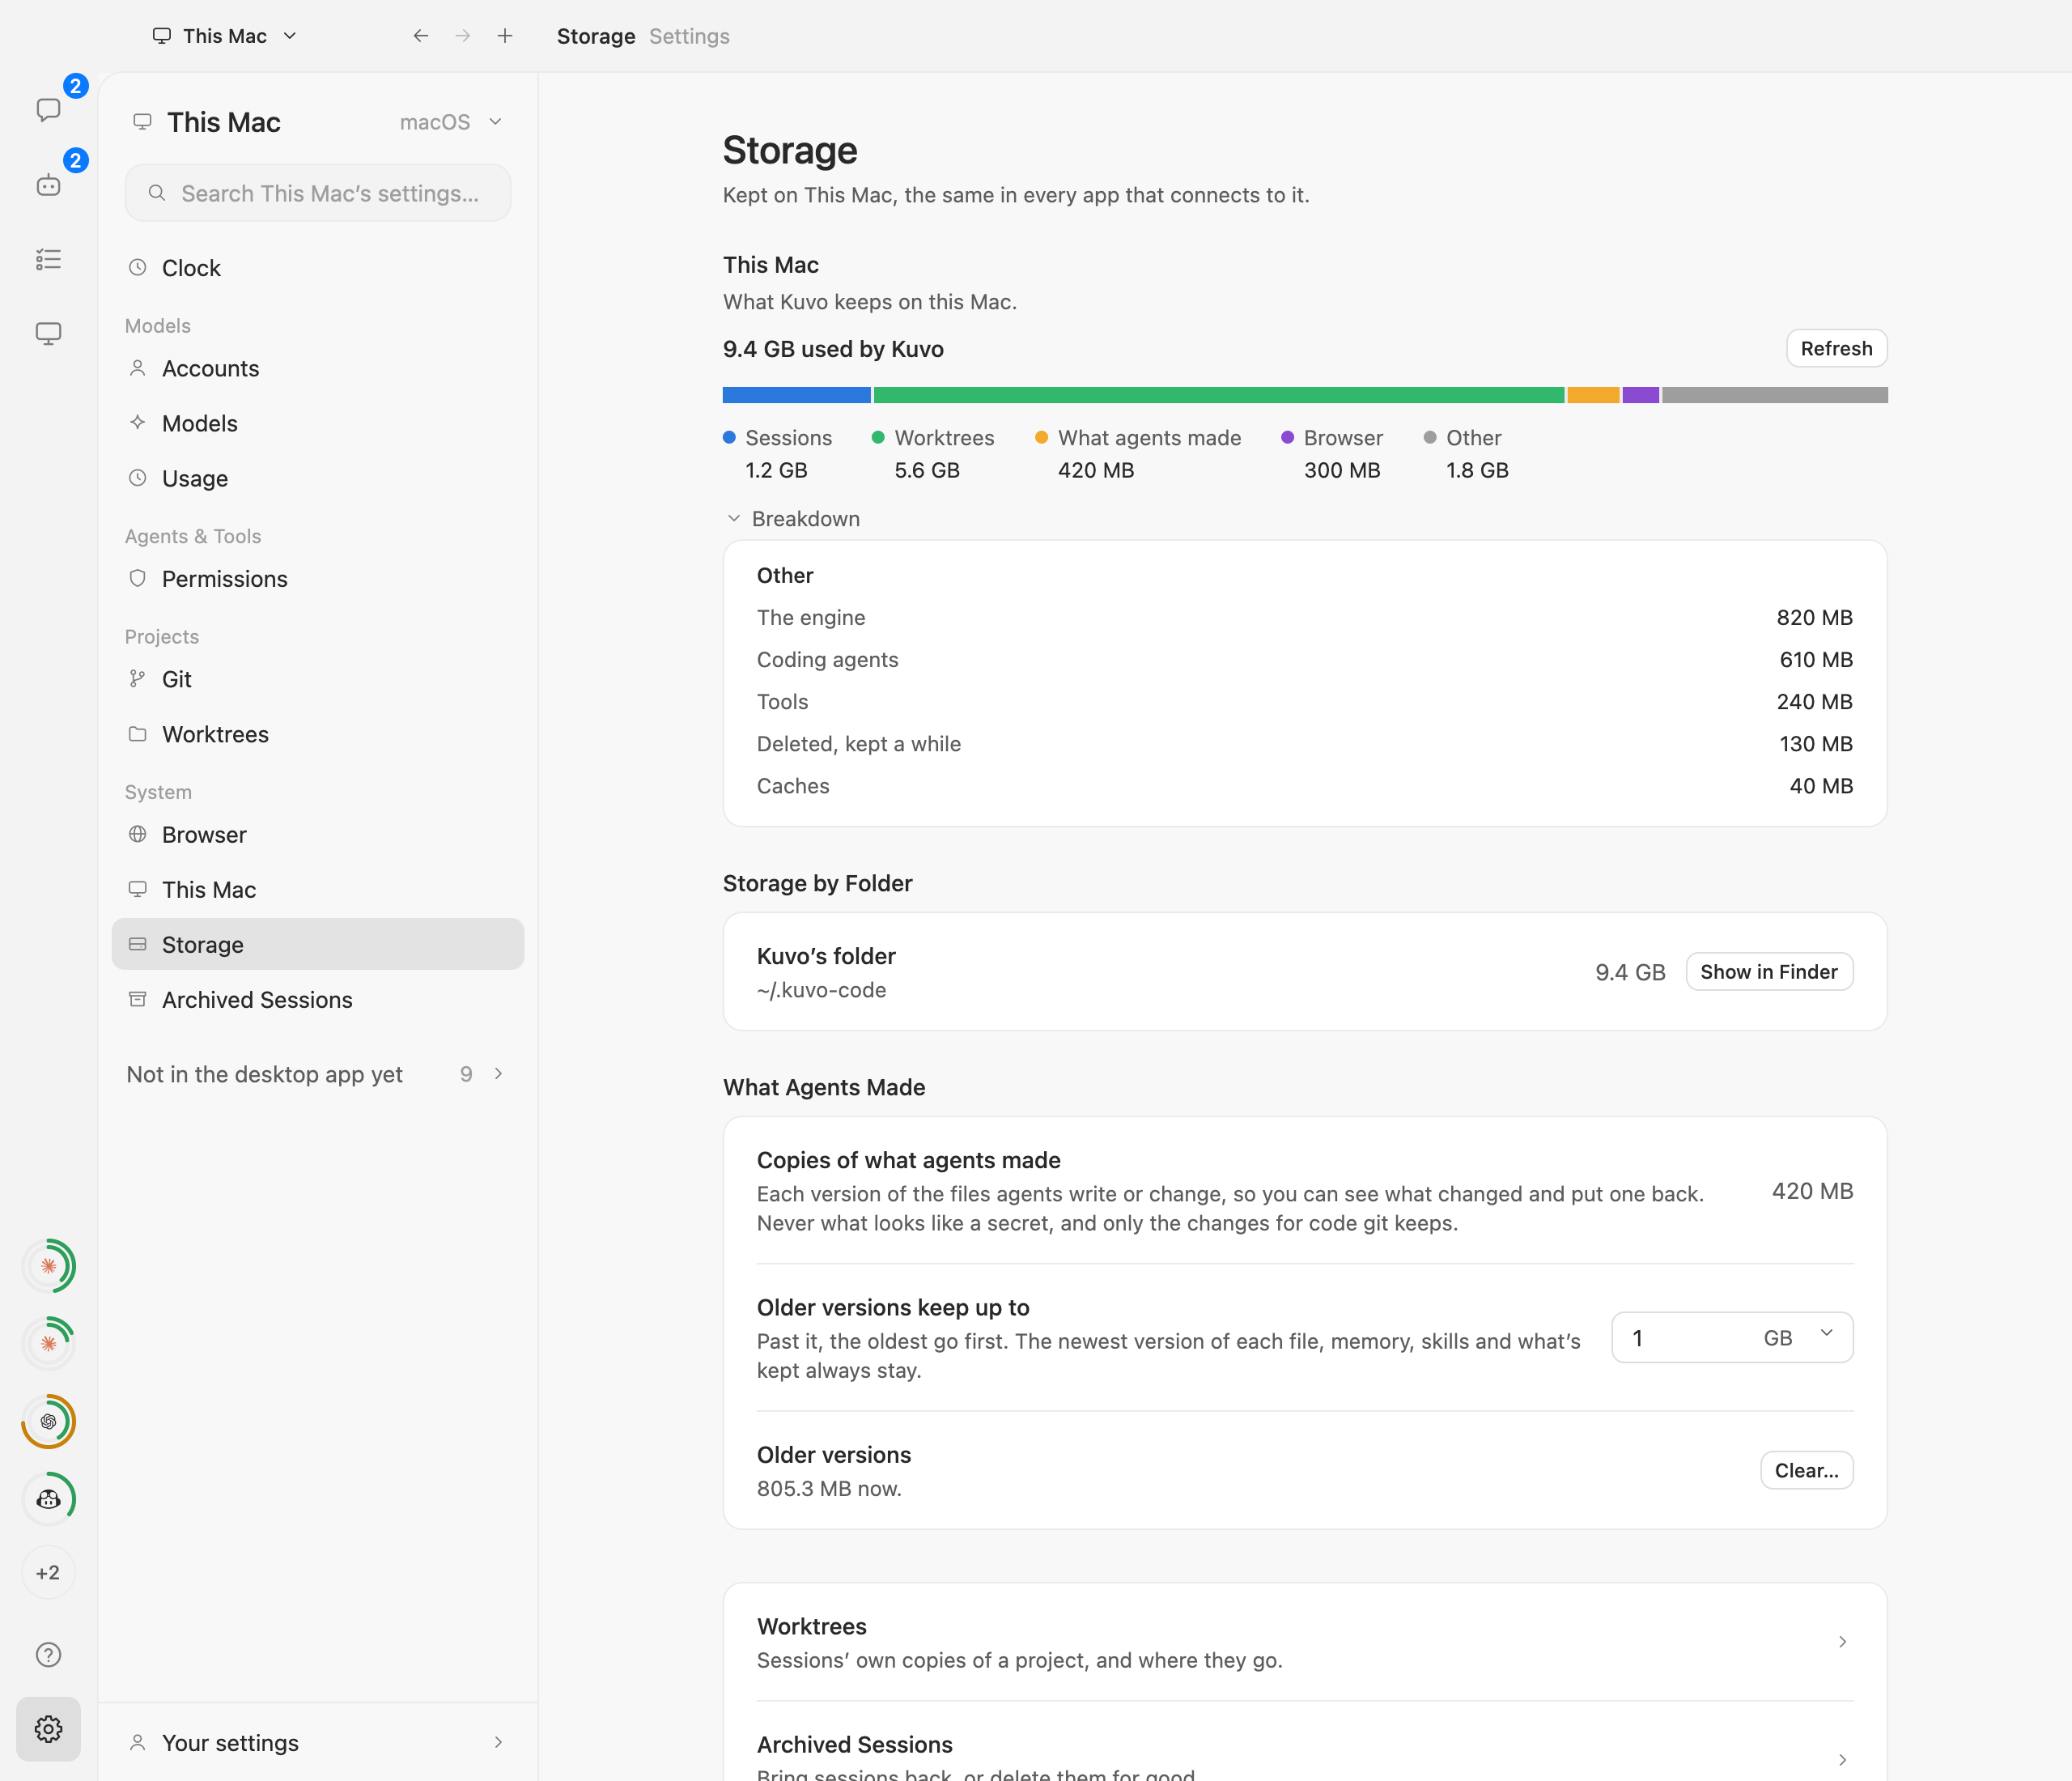 This Mac
Storage Settings
2
2
This Mac macOS
Search This Mac’s settings...
Clock
Models
Accounts
Models
Usage
Agents & Tools
Permissions
Projects
Git
Worktrees
System
Browser
This Mac
Storage
Archived Sessions
Not in the desktop app yet 9
+2
Your settings
Storage
Kept on This Mac, the same in every app that connects to it.
This Mac
What Kuvo keeps on this Mac.
9.4 GB used by Kuvo Refresh
Sessions Worktrees What agents made Browser Other
1.2 GB 5.6 GB 420 MB 300 MB 1.8 GB
Breakdown
Other
The engine 820 MB
Coding agents 610 MB
Tools 240 MB
Deleted, kept a while 130 MB
Caches 40 MB
Storage by Folder
Kuvo’s folder
~/.kuvo-code
9.4 GB Show in Finder
What Agents Made
Copies of what agents made
Each version of the files agents write or change, so you can see what changed and put one back.
Never what looks like a secret, and only the changes for code git keeps.
420 MB
Older versions keep up to
Past it, the oldest go first. The newest version of each file, memory, skills and what’s
kept always stay.
1 GB
Older versions
805.3 MB now.
Clear...
Worktrees
Sessions’ own copies of a project, and where they go.
Archived Sessions
Bring sessions back, or delete them for good.